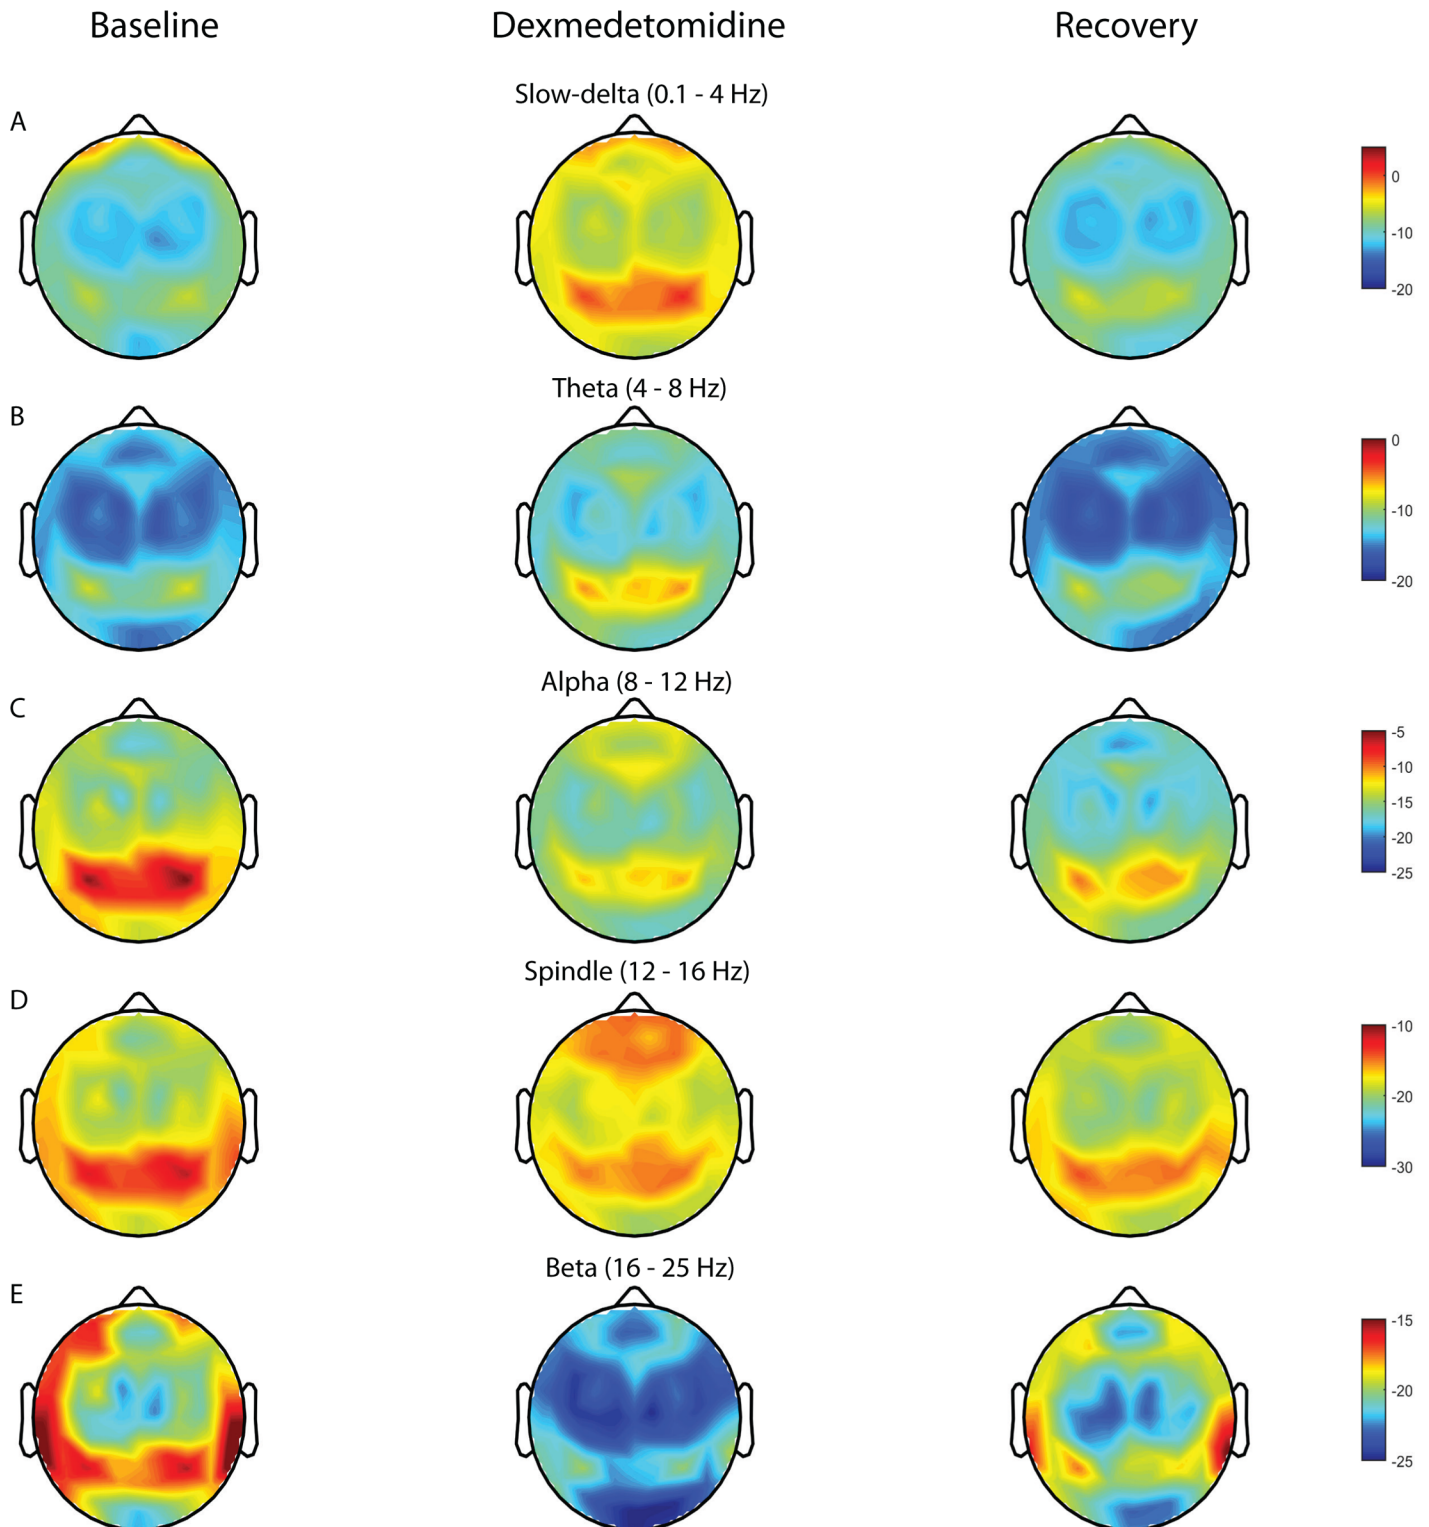 Baseline
Dexmedetomidine
Recovery
Slow-delta (0.1 - 4 Hz)
A
0
-10
-20
Theta (4 - 8 Hz)
B
0
-10
-20
Alpha (8 - 12 Hz)
C
-5
-10
-15
-20
-25
Spindle (12 - 16 Hz)
D
-10
-20
-30
Beta (16 - 25 Hz)
E
-15
-20
-25